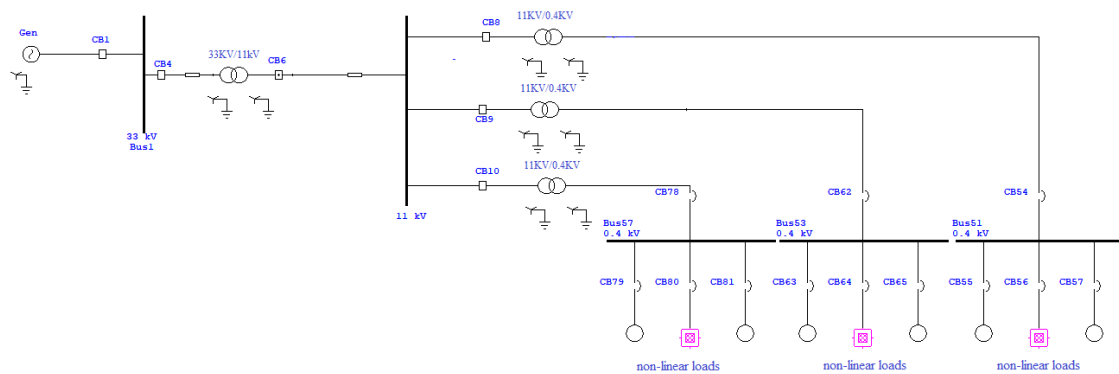 11KV/0.4KV
CB8
Gen
CB1
33KV/11kV
CB4
CB6
11KV/0.4KV
CB9
33 kV
Bus1
11KV/0.4KV
CB10
11 kV
CB78
CB62
CB54
Bus57
0.4 kV
Bus53
0.4 kV
Bus51
0.4 kV
CB79
CB80
CB81
CB63
CB64
CB65
CB55
CB56
CB57
non-linear loads
non-linear loads
non-linear loads